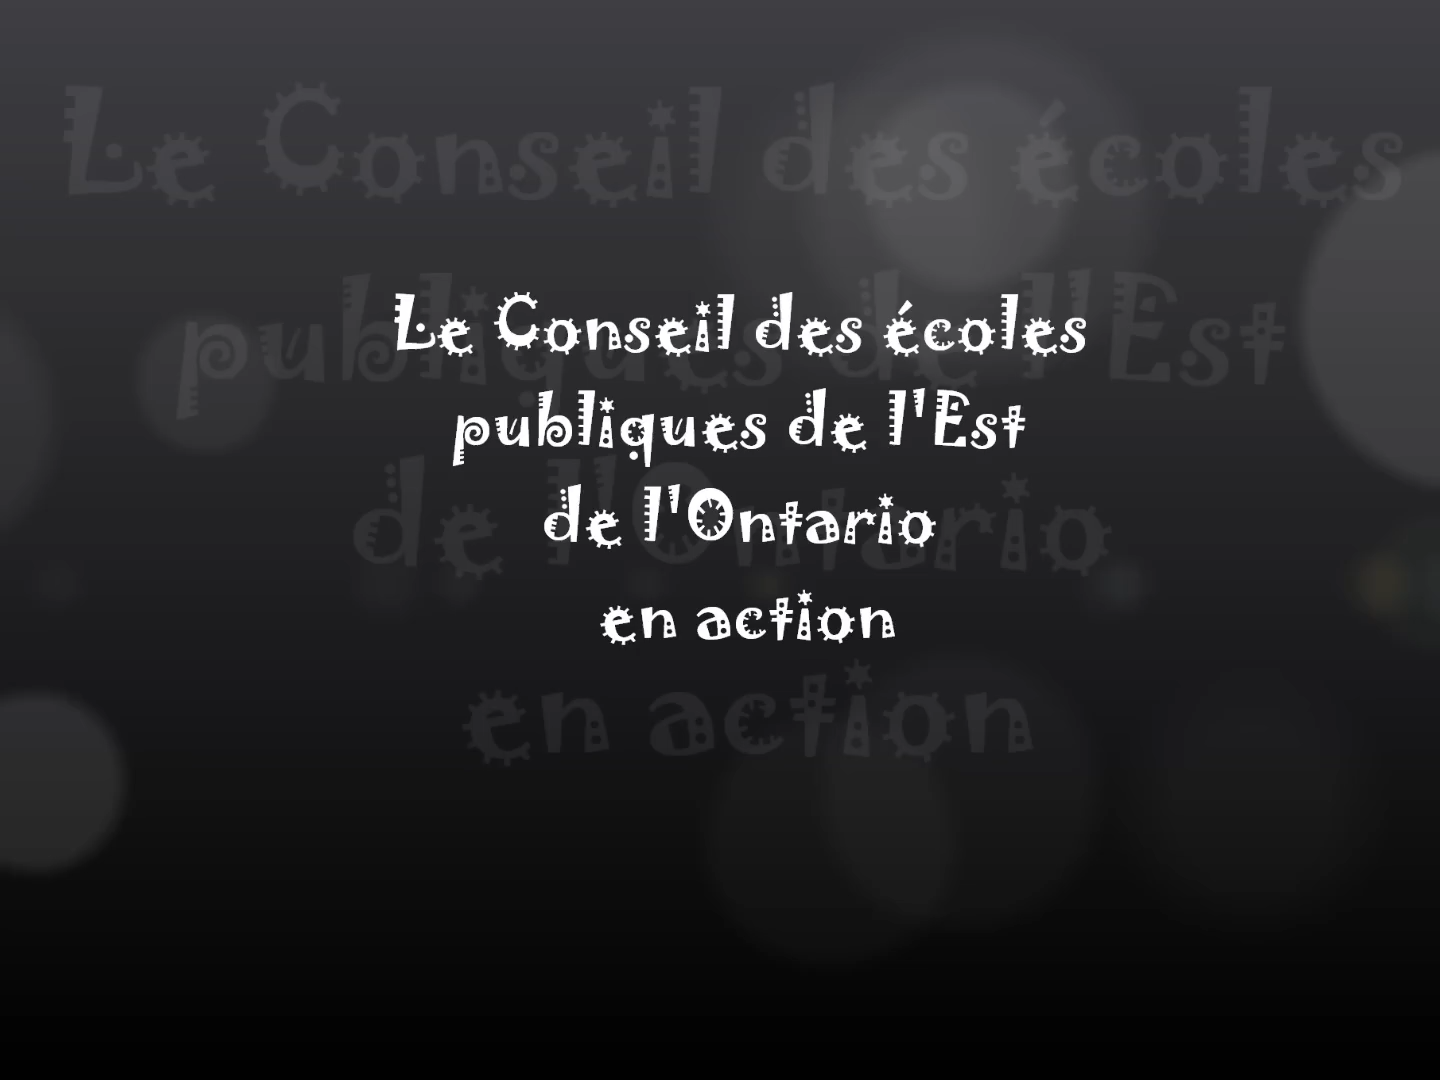 Le Conseil des écoles
publiques de l'Est
de l'Ontario
en action